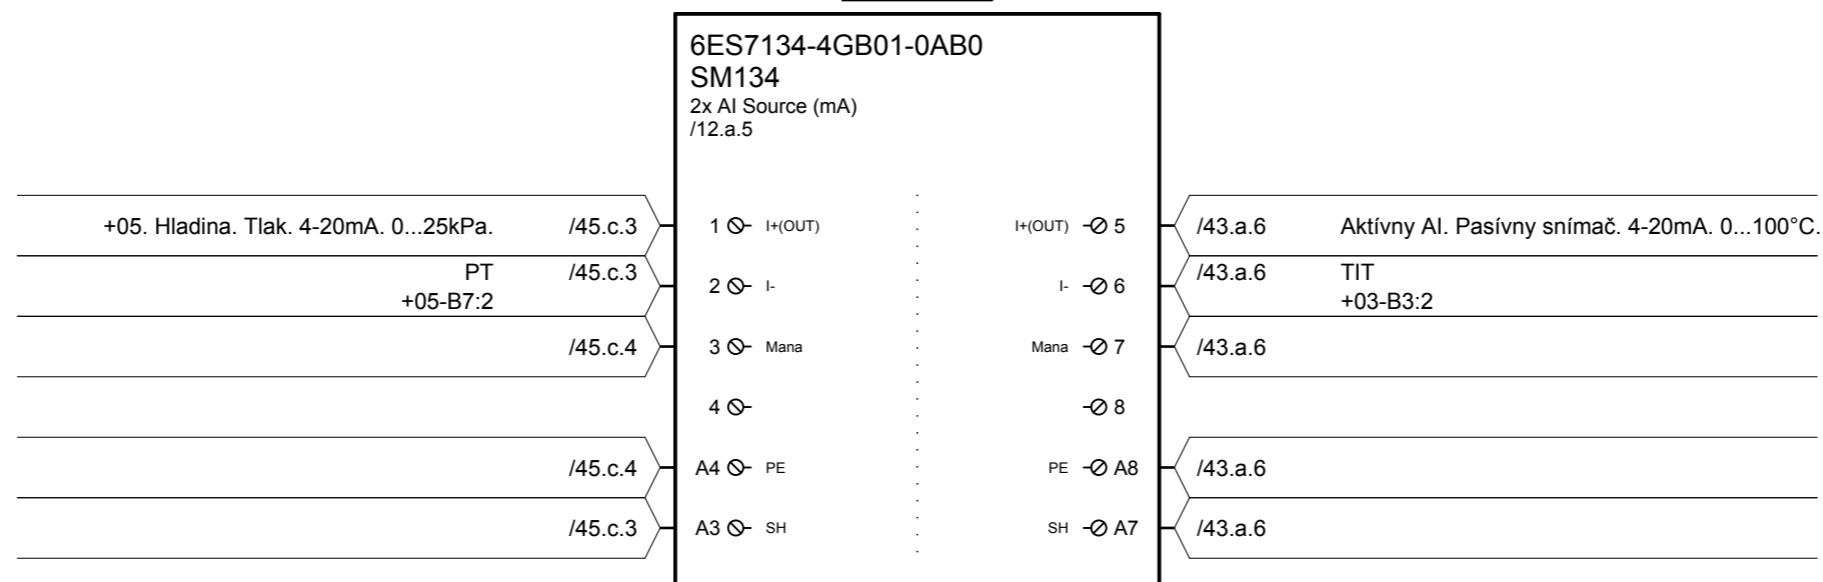 6ES7134-4GB01-0AB0
SM134
2x AI Source (mA)
/12.a.5
+05. Hladina. Tlak. 4-20mA. 0...25kPa. /45.c.3 1 I+(OUT) I+(OUT) 5 /43.a.6 Aktívny AI. Pasívny snímač. 4-20mA. 0...100°C.
PT /45.c.3 2 I- I- 6 /43.a.6 TIT
+05-B7:2 +03-B3:2
/45.c.4 3 Mana Mana 7 /43.a.6
4 8
/45.c.4 A4 PE PE A8 /43.a.6
/45.c.3 A3 SH SH A7 /43.a.6